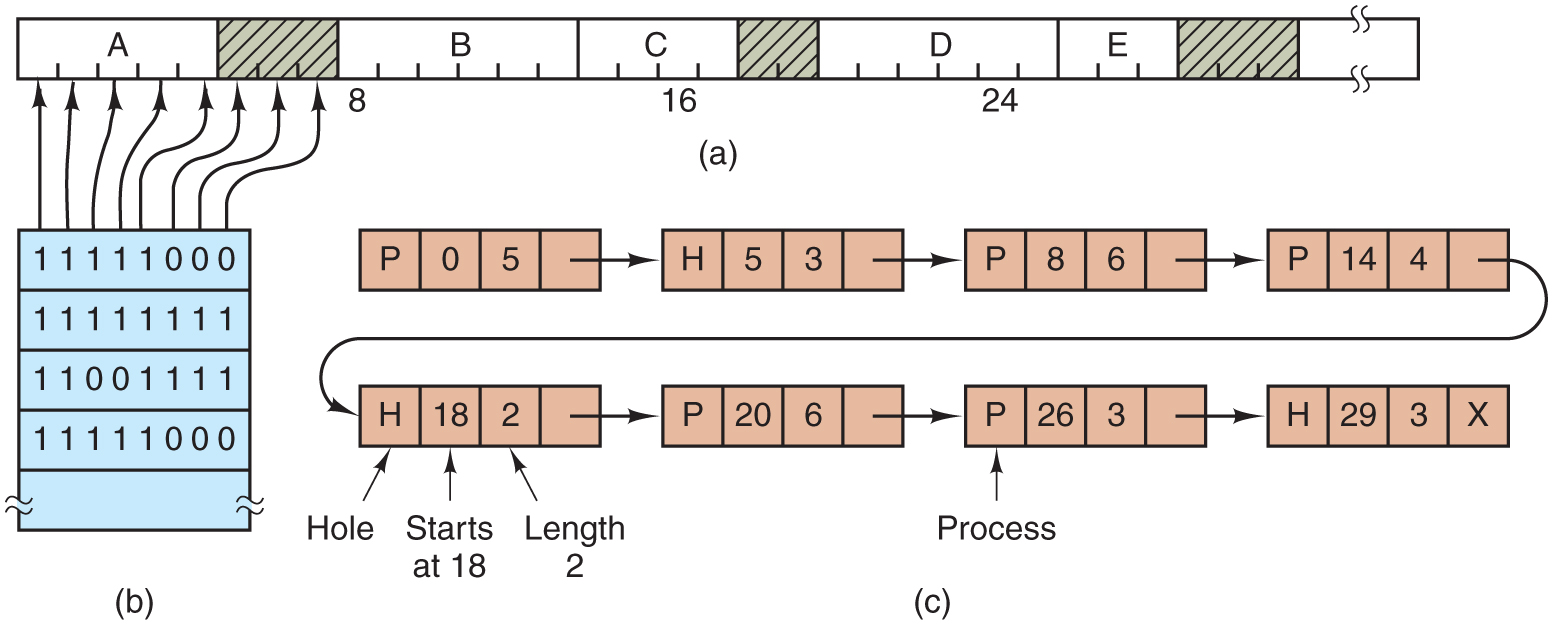 A B C D E
8 16 24
(a)
1 1 1 1 1 0 0 0
1 1 1 1 1 1 1 1
1 1 0 0 1 1 1 1
1 1 1 1 1 0 0 0
(b)
P 0 5 H 5 3 P 8 6 P 14 4
H 18 2 P 20 6 P 26 3 H 29 3 X
Hole Starts Length Process
at 18 2
(c)